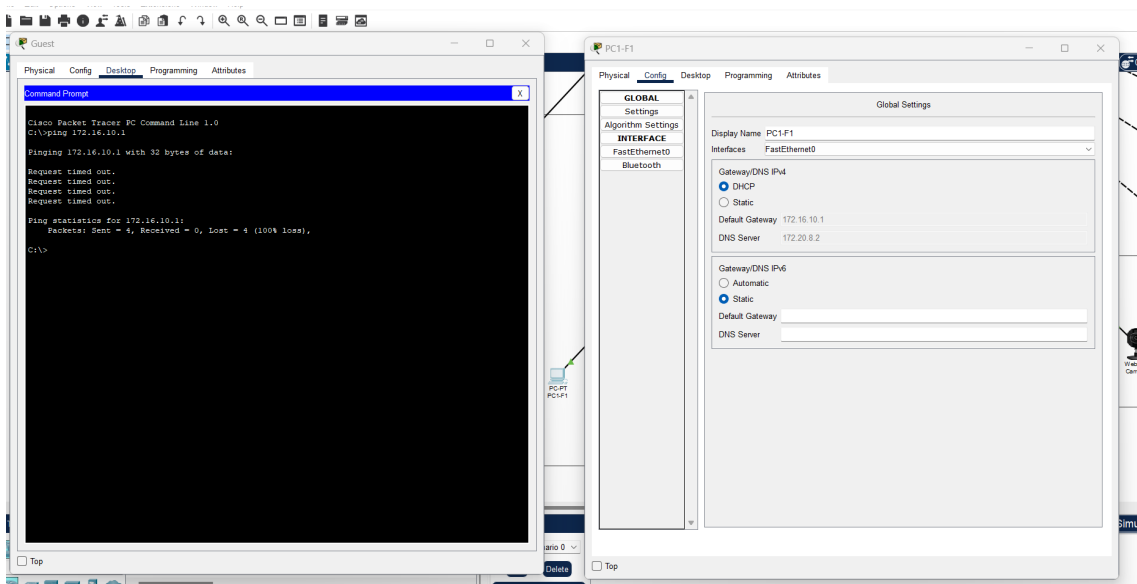 Guest
Physical Config Desktop Programming Attributes
Command Prompt X
Cisco Packet Tracer PC Command Line 1.0
C:\>ping 172.16.10.1
Pinging 172.16.10.1 with 32 bytes of data:
Request timed out.
Request timed out.
Request timed out.
Request timed out.
Ping statistics for 172.16.10.1:
Packets: Sent = 4, Received = 0, Lost = 4 (100% loss),
C:\>
Top
PC-PT
PC1-F1
ario 0
Delete
PC1-F1
Physical Config Desktop Programming Attributes
GLOBAL
Settings
Algorithm Settings
INTERFACE
FastEthernet0
Bluetooth
Global Settings
Display Name PC1-F1
Interfaces FastEthernet0
Gateway/DNS IPv4
DHCP
Static
Default Gateway 172.16.10.1
DNS Server 172.20.8.2
Gateway/DNS IPv6
Automatic
Static
Default Gateway
DNS Server
Top
Web
Cam
Simu